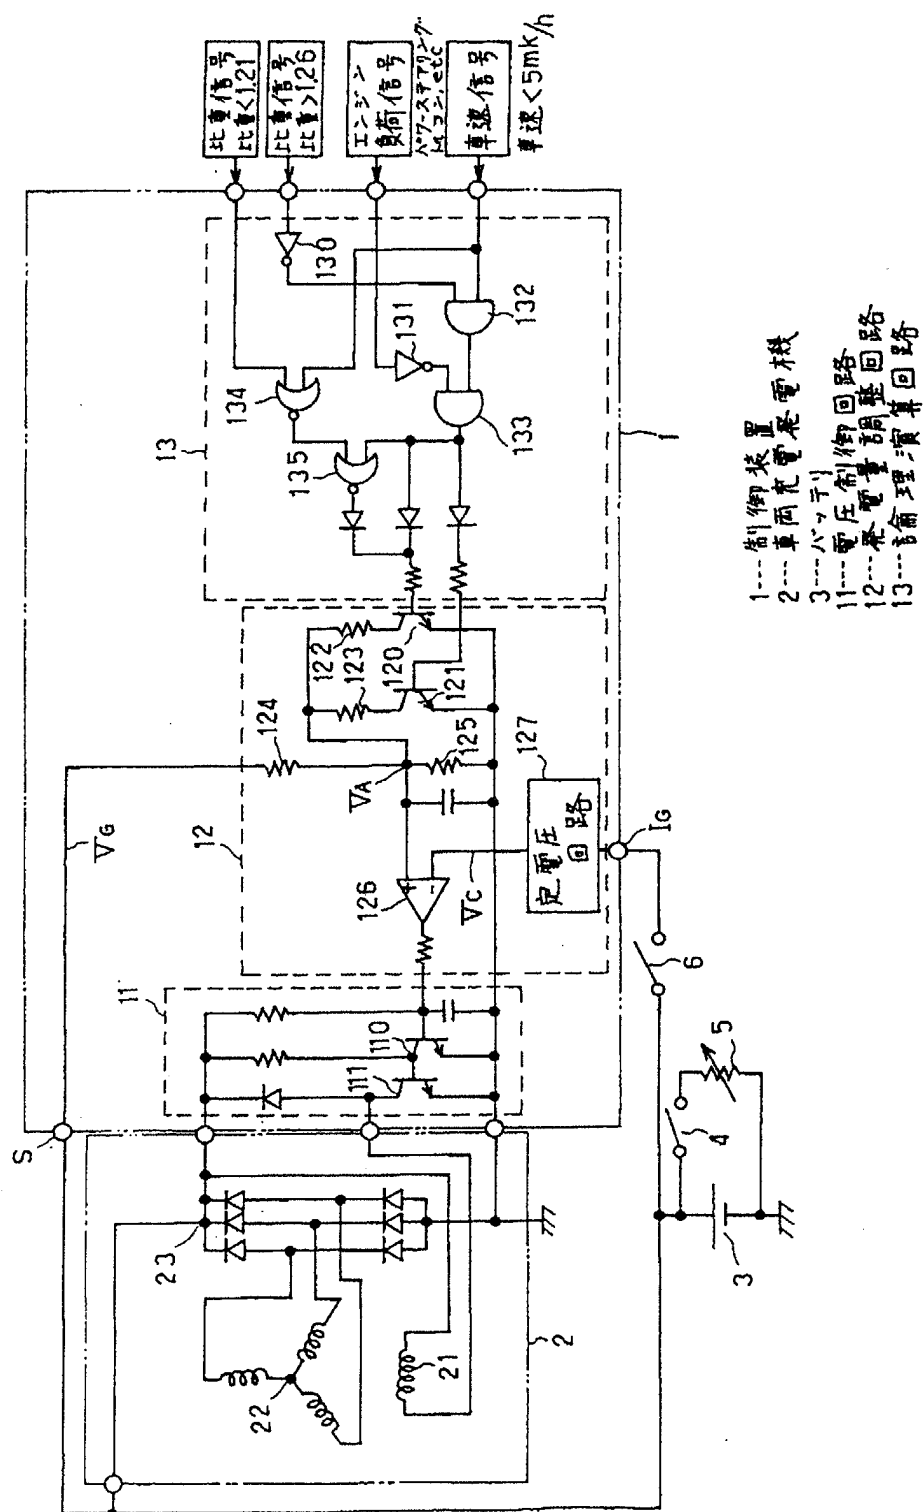 比重信号
比重<1.21
比重信号
比重>1.26
エンジン
負荷信号
パワーステアリング
etc
車速信号
車速<5mk/h
130
131
132
133
134
135
13
1
12
122
123
120
121
124
125
VA
VG
126
VC
127
定電圧
回路
IG
11
110
111
S
23
22
21
2
6
5
4
3
1----制御装置
2----車両充電発電機
3----バッテリ
11----電圧制御回路
12----発電量調整回路
13----論理演算回路